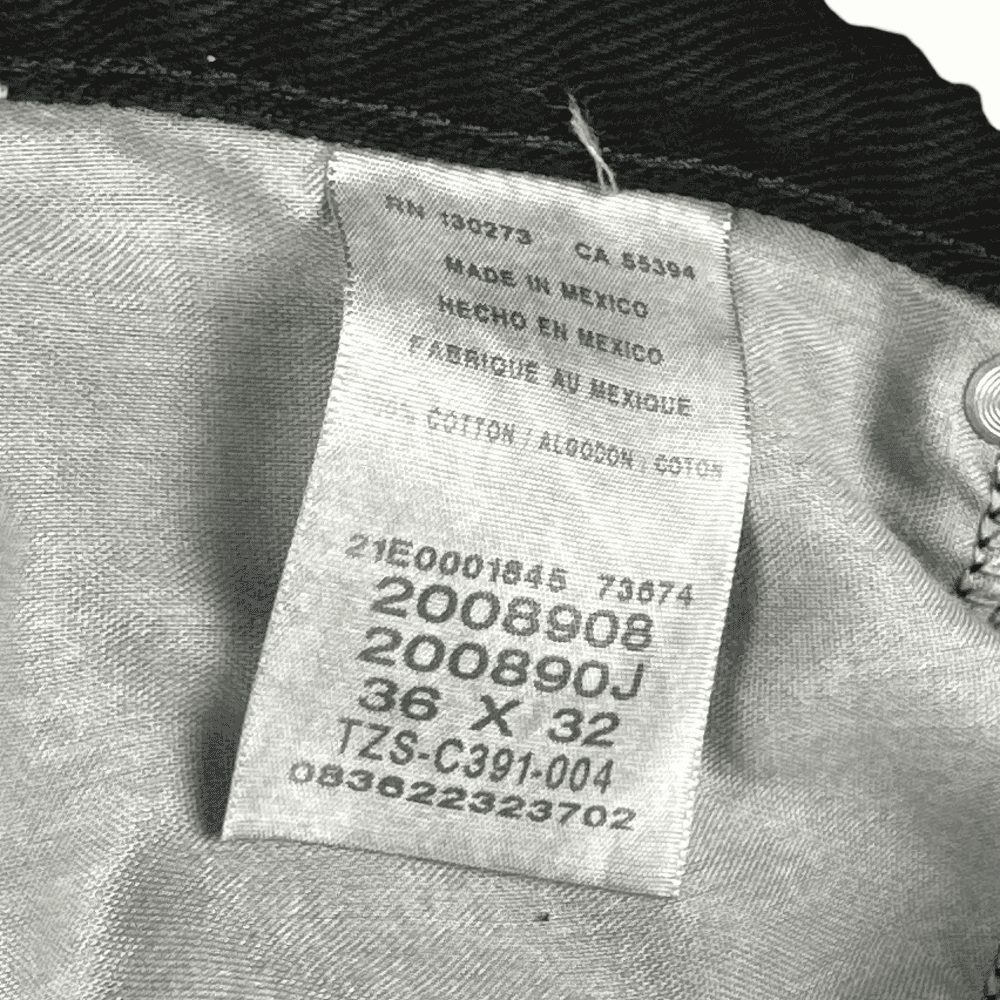 RN 130273 CA 55394
MADE IN MEXICO
HECHO EN MEXICO
FABRIQUE AU MEXIQUE
COTTON / ALGODON / COTON
21E0001645 73674
2008908
200890J
36 X 32
TZS-C391-004
083622323702